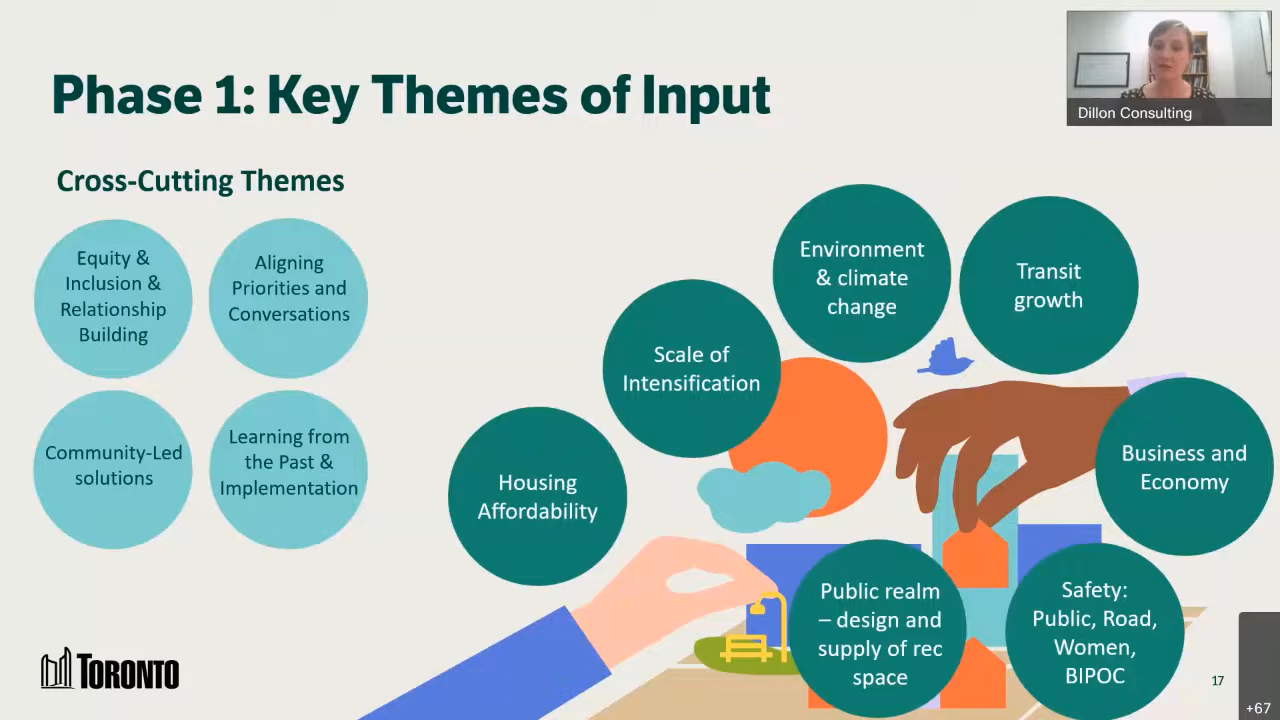 Phase 1: Key Themes of Input
Dillon Consulting
Cross-Cutting Themes
Equity &
Inclusion &
Relationship
Building
Aligning
Priorities and
Conversations
Community-Led
solutions
Learning from
the Past &
Implementation
Housing
Affordability
Scale of
Intensification
Environment
& climate
change
Transit
growth
Business and
Economy
Public realm
– design and
supply of rec
space
Safety:
Public, Road,
Women,
BIPOC
TORONTO
17
+67